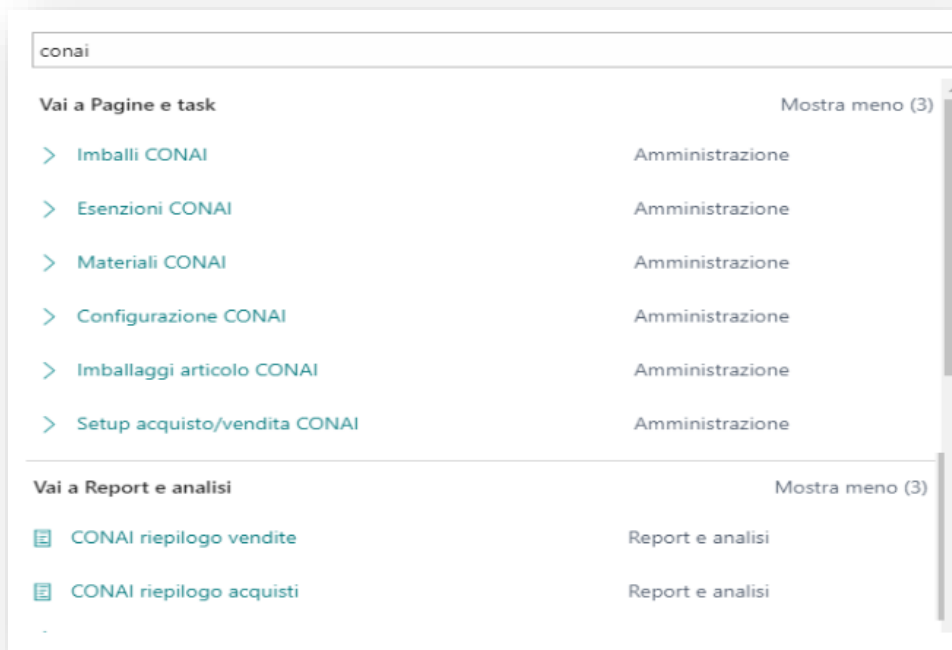 conai
Vai a Pagine e task Mostra meno (3)
Imballi CONAI Amministrazione
Esenzioni CONAI Amministrazione
Materiali CONAI Amministrazione
Configurazione CONAI Amministrazione
Imballaggi articolo CONAI Amministrazione
Setup acquisto/vendita CONAI Amministrazione
Vai a Report e analisi Mostra meno (3)
CONAI riepilogo vendite Report e analisi
CONAI riepilogo acquisti Report e analisi